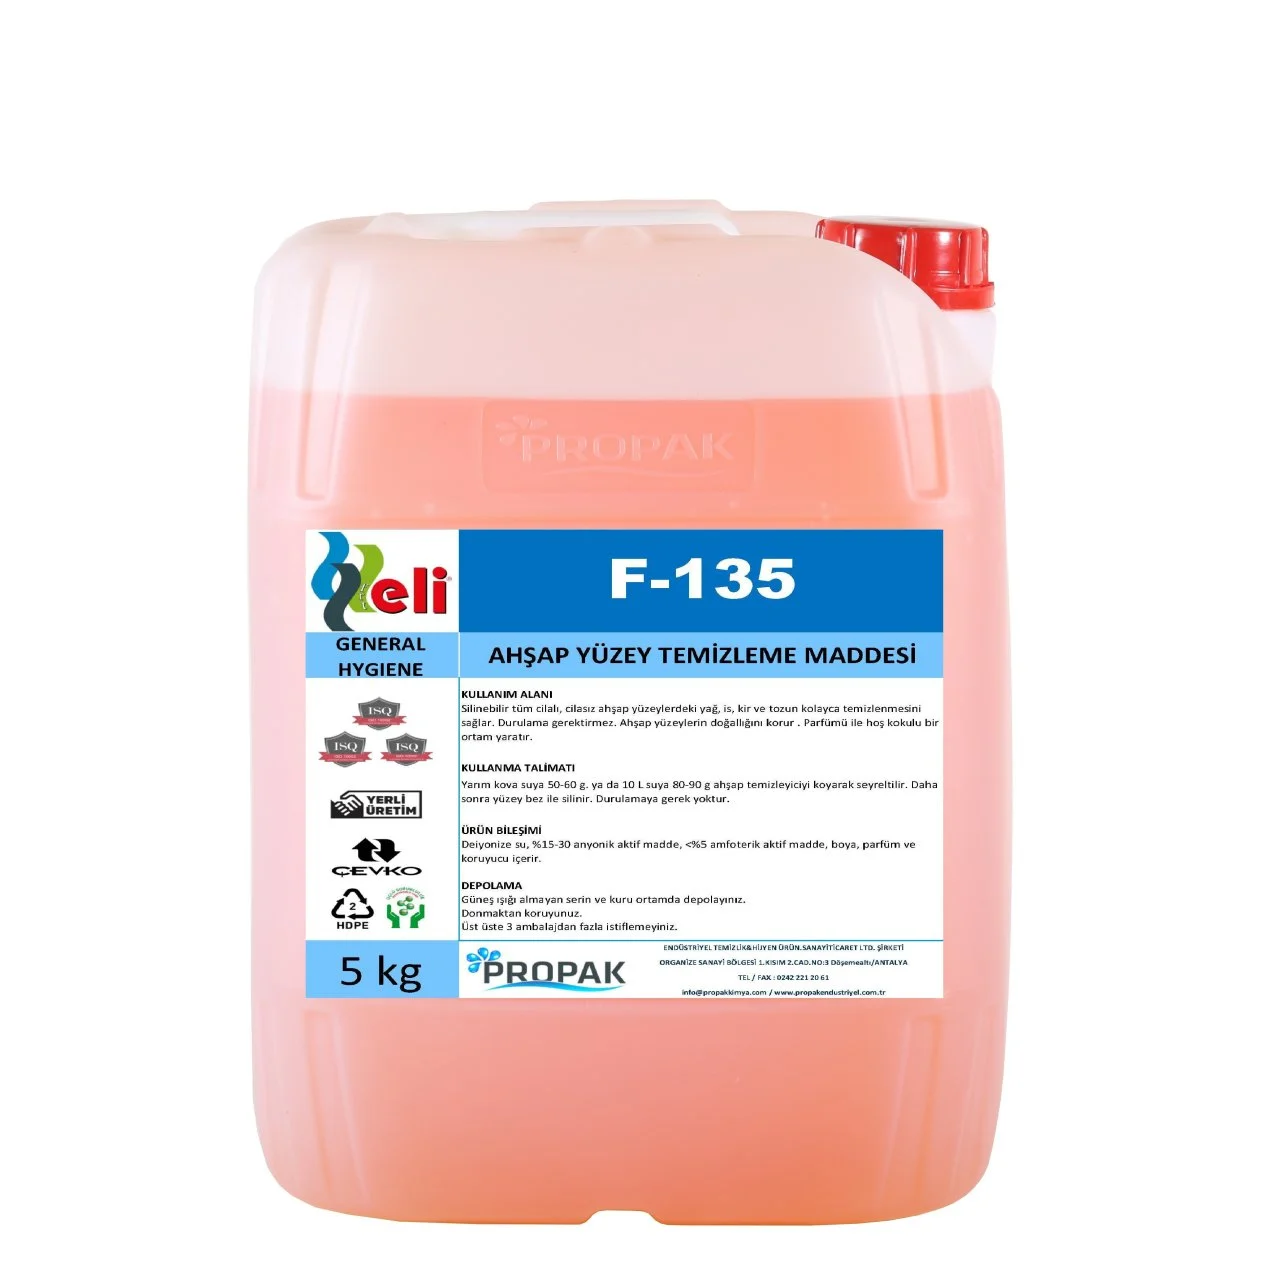 PROPAK
eli
F-135
GENERAL
HYGIENE
AHŞAP YÜZEY TEMİZLEME MADDESİ
KULLANIM ALANI
Silinebilir tüm cilalı, cilasız ahşap yüzeylerdeki yağ, is, kir ve tozun kolayca temizlenmesini
sağlar. Durulama gerektirmez. Ahşap yüzeylerin doğallığını korur . Parfümü ile hoş kokulu bir
ortam yaratır.
ISQ
ISQ
ISQ
KULLANMA TALİMATI
Yarım kova suya 50-60 g. ya da 10 L suya 80-90 g ahşap temizleyiciyi koyarak seyreltilir. Daha
sonra yüzey bez ile silinir. Durulamaya gerek yoktur.
YERLİ
ÜRETİM
ÜRÜN BİLEŞİMİ
Deiyonize su, %15-30 anyonik aktif madde, <%5 amfoterik aktif madde, boya, parfüm ve
koruyucu içerir.
ÇEVKO
DEPOLAMA
Güneş ışığı almayan serin ve kuru ortamda depolayınız.
Donmaktan koruyunuz.
Üst üste 3 ambalajdan fazla istiflemeyiniz.
2
HDPE
5 kg
PROPAK
ENDÜSTRİYEL TEMİZLİK&HİJYEN ÜRÜN.SANAYİTİCARET LTD. ŞİRKETİ
ORGANİZE SANAYİ BÖLGESİ 1.KISIM 2.CAD.NO:3 Döşemealtı/ANTALYA
TEL / FAX : 0242 221 20 61
info@propakkimya.com / www.propakendustriyel.com.tr